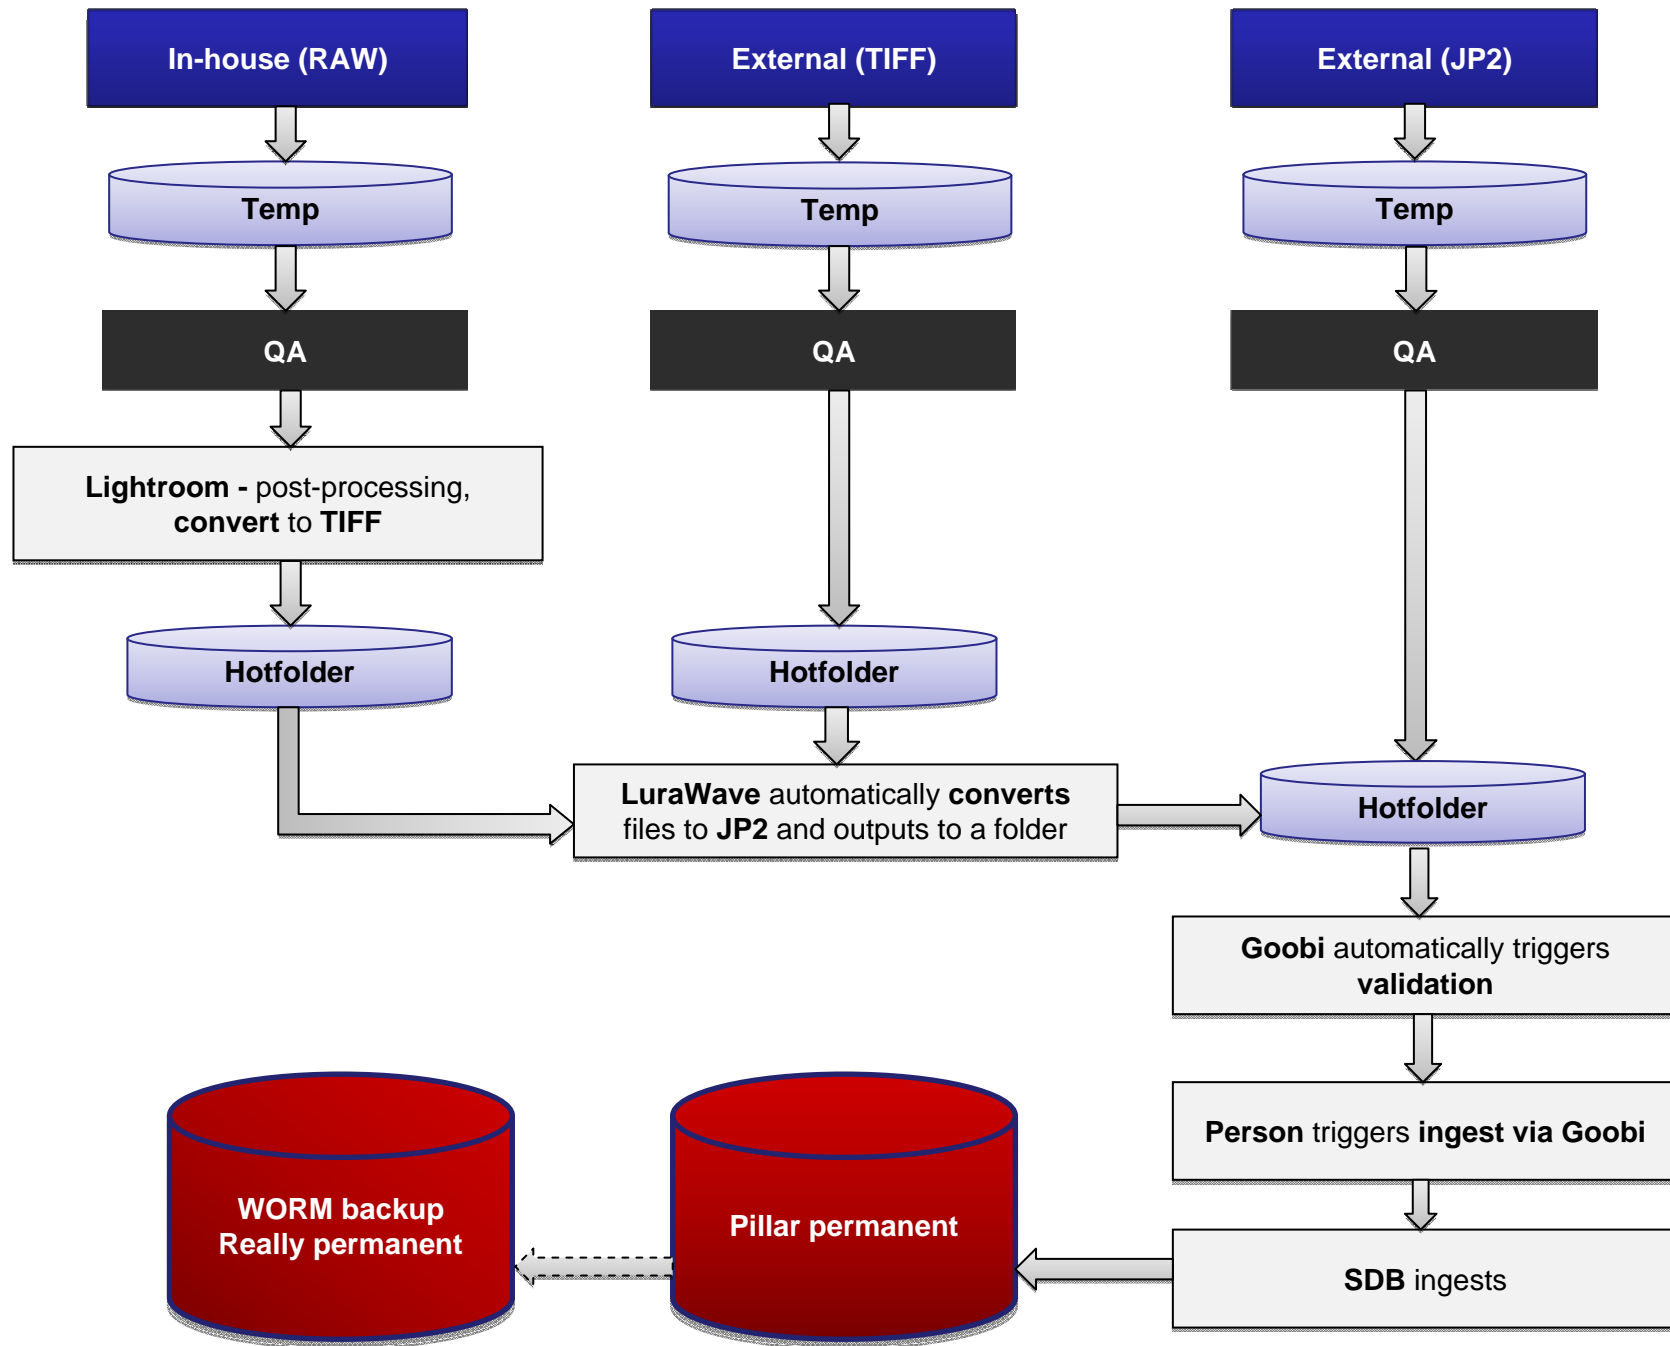 In-house (RAW)
External (TIFF)
External (JP2)
Temp
Temp
Temp
QA
QA
QA
Lightroom - post-processing,
convert to TIFF
Hotfolder
Hotfolder
LuraWave automatically converts
files to JP2 and outputs to a folder
Hotfolder
Goobi automatically triggers
validation
Person triggers ingest via Goobi
SDB ingests
Pillar permanent
WORM backup
Really permanent